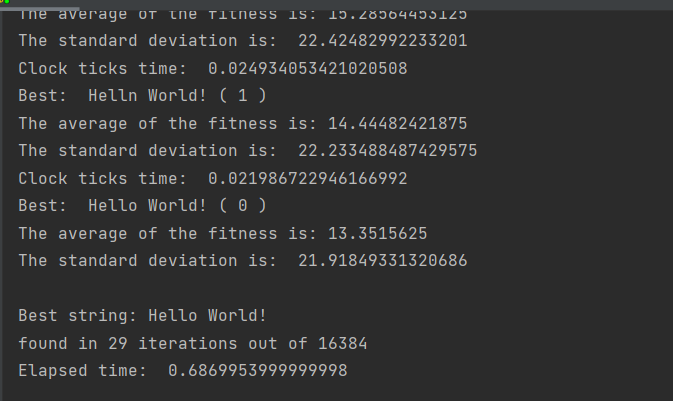 The average of the fitness is: 15.28564453125
The standard deviation is:  22.42482992233201
Clock ticks time:  0.024934053421020508
Best:  Helln World! ( 1 )
The average of the fitness is: 14.44482421875
The standard deviation is:  22.233488487429575
Clock ticks time:  0.021986722946166992
Best:  Hello World! ( 0 )
The average of the fitness is: 13.3515625
The standard deviation is:  21.91849331320686
Best string: Hello World!
found in 29 iterations out of 16384
Elapsed time:  0.6869953999999998